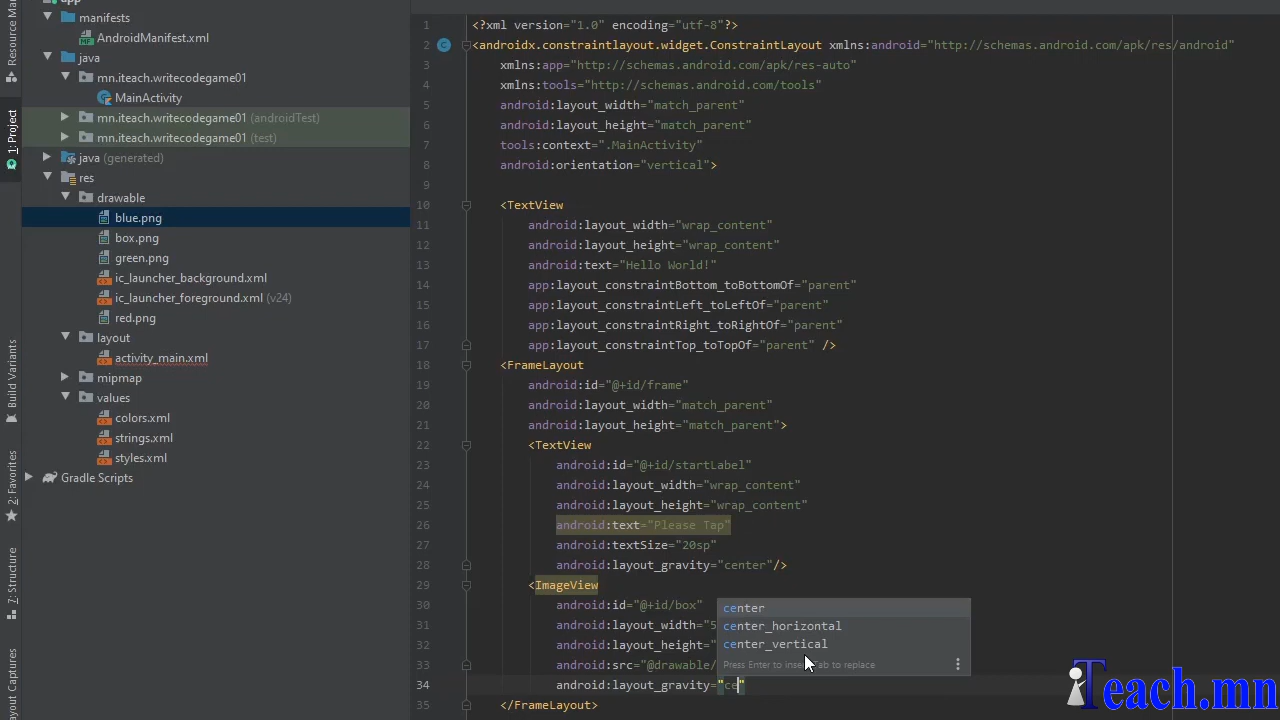 app
manifests
AndroidManifest.xml
java
mn.iteach.writecodegame01
MainActivity
mn.iteach.writecodegame01 (androidTest)
mn.iteach.writecodegame01 (test)
java (generated)
res
drawable
blue.png
box.png
green.png
ic_launcher_background.xml
ic_launcher_foreground.xml (v24)
red.png
layout
activity_main.xml
mipmap
values
colors.xml
strings.xml
styles.xml
Gradle Scripts
1: Project
Build Variants
2: Favorites
7: Structure
1 <?xml version="1.0" encoding="utf-8"?>
2 <androidx.constraintlayout.widget.ConstraintLayout xmlns:android="http://schemas.android.com/apk/res/android"
3 xmlns:app="http://schemas.android.com/apk/res-auto"
4 xmlns:tools="http://schemas.android.com/tools"
5 android:layout_width="match_parent"
6 android:layout_height="match_parent"
7 tools:context=".MainActivity"
8 android:orientation="vertical">
9
10 <TextView
11 android:layout_width="wrap_content"
12 android:layout_height="wrap_content"
13 android:text="Hello World!"
14 app:layout_constraintBottom_toBottomOf="parent"
15 app:layout_constraintLeft_toLeftOf="parent"
16 app:layout_constraintRight_toRightOf="parent"
17 app:layout_constraintTop_toTopOf="parent" />
18 <FrameLayout
19 android:id="@+id/frame"
20 android:layout_width="match_parent"
21 android:layout_height="match_parent">
22 <TextView
23 android:id="@+id/startLabel"
24 android:layout_width="wrap_content"
25 android:layout_height="wrap_content"
26 android:text="Please Tap"
27 android:textSize="20sp"
28 android:layout_gravity="center"/>
29 <ImageView
30 android:id="@+id/box"
31 android:layout_width="5
32 android:layout_height="
33 android:src="@drawable/
34 android:layout_gravity="ce"
35 </FrameLayout>
center
center_horizontal
center_vertical
Teach.mn